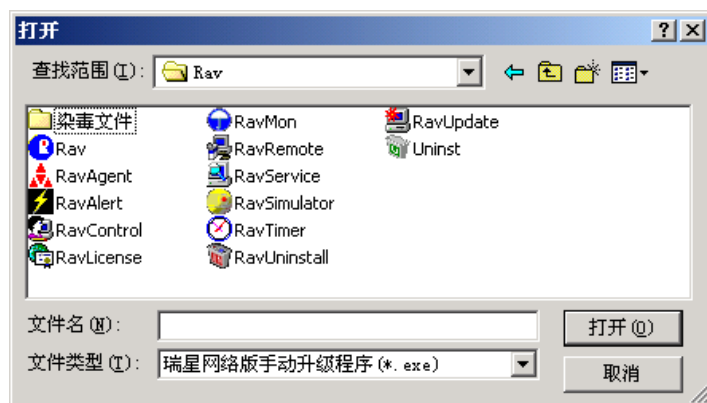 打开
查找范围(I): Rav
染毒文件 RavMon RavUpdate
Rav RavRemote Uninst
RavAgent RavService
RavAlert RavSimulator
RavControl RavTimer
RavLicense RavUninstall
文件名(N): 打开(O)
文件类型(T): 瑞星网络版手动升级程序(*.exe) 取消